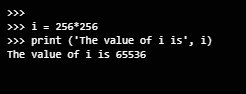 >>>
>>> i = 256*256
>>> print ('The value of i is', i)
The value of i is 65536